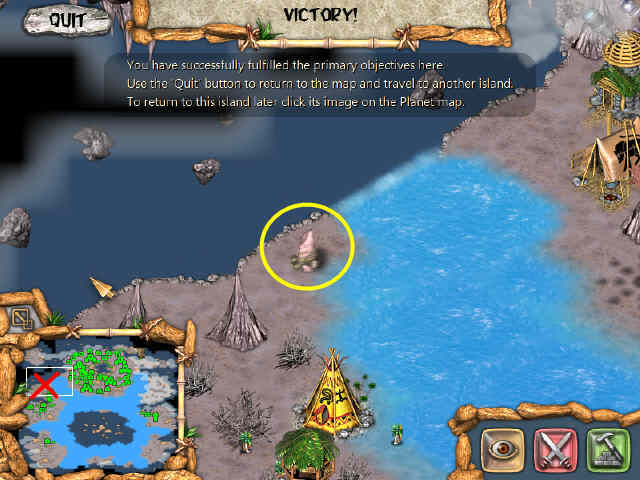 QUIT
VICTORY!
You have successfully fulfilled the primary objectives here.
Use the 'Quit' button to return to the map and travel to another island.
To return to this island later click its image on the Planet map.